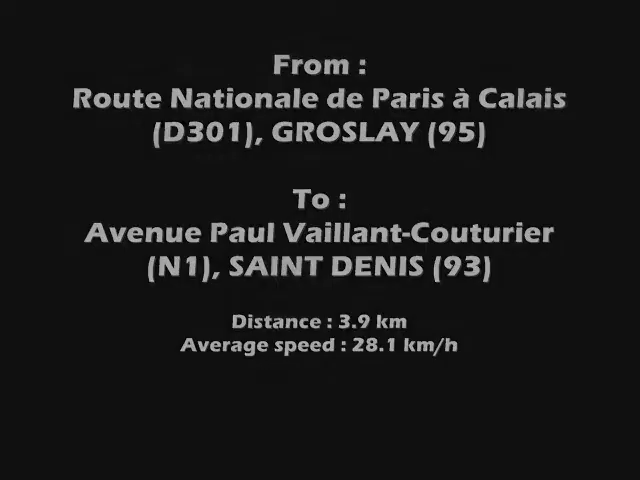 From :
Route Nationale de Paris à Calais
(D301), GROSLAY (95)
To :
Avenue Paul Vaillant-Couturier
(N1), SAINT DENIS (93)
Distance : 3.9 km
Average speed : 28.1 km/h